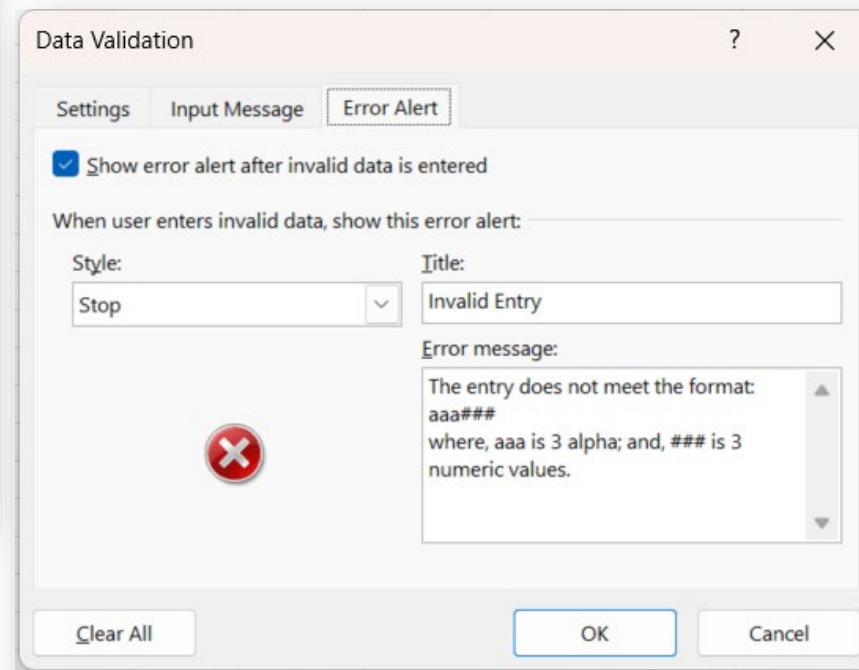 Data Validation ?
Settings Input Message Error Alert
Show error alert after invalid data is entered
When user enters invalid data, show this error alert:
Style: Title:
Stop Invalid Entry
Error message:
The entry does not meet the format:
aaa###
where, aaa is 3 alpha; and, ### is 3
numeric values.
Clear All OK Cancel